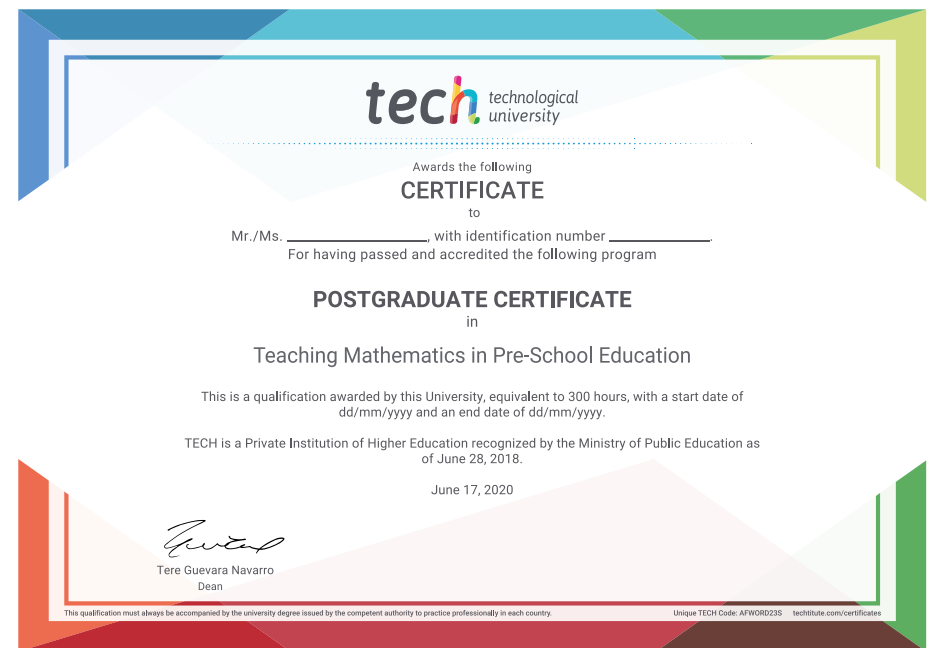 tech technological
university
Awards the following
CERTIFICATE
to
Mr./Ms. ____________________, with identification number ______________.
For having passed and accredited the following program
POSTGRADUATE CERTIFICATE
in
Teaching Mathematics in Pre-School Education
This is a qualification awarded by this University, equivalent to 300 hours, with a start date of
dd/mm/yyyy and an end date of dd/mm/yyyy.
TECH is a Private Institution of Higher Education recognized by the Ministry of Public Education as
of June 28, 2018.
June 17, 2020
Tere Guevara Navarro
Dean
This qualification must always be accompanied by the university degree issued by the competent authority to practice professionally in each country. Unique TECH Code: AFWORD23S techtitute.com/certificates